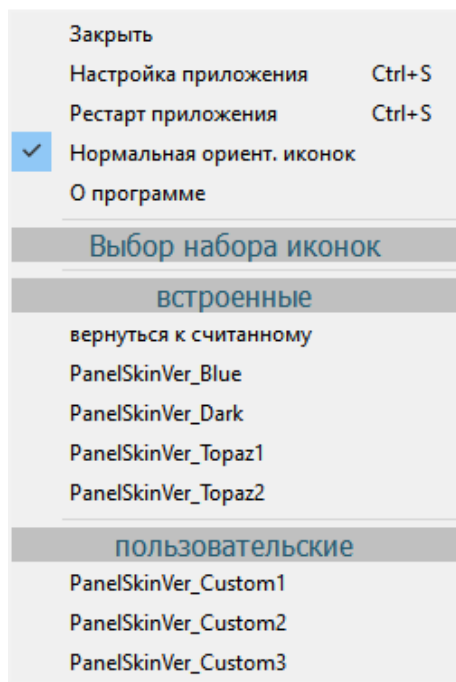 Закрыть
Настройка приложения Ctrl+S
Рестарт приложения Ctrl+S
Нормальная ориент. иконок
О программе
Выбор набора иконок
встроенные
вернуться к считанному
PanelSkinVer_Blue
PanelSkinVer_Dark
PanelSkinVer_Topaz1
PanelSkinVer_Topaz2
пользовательские
PanelSkinVer_Custom1
PanelSkinVer_Custom2
PanelSkinVer_Custom3